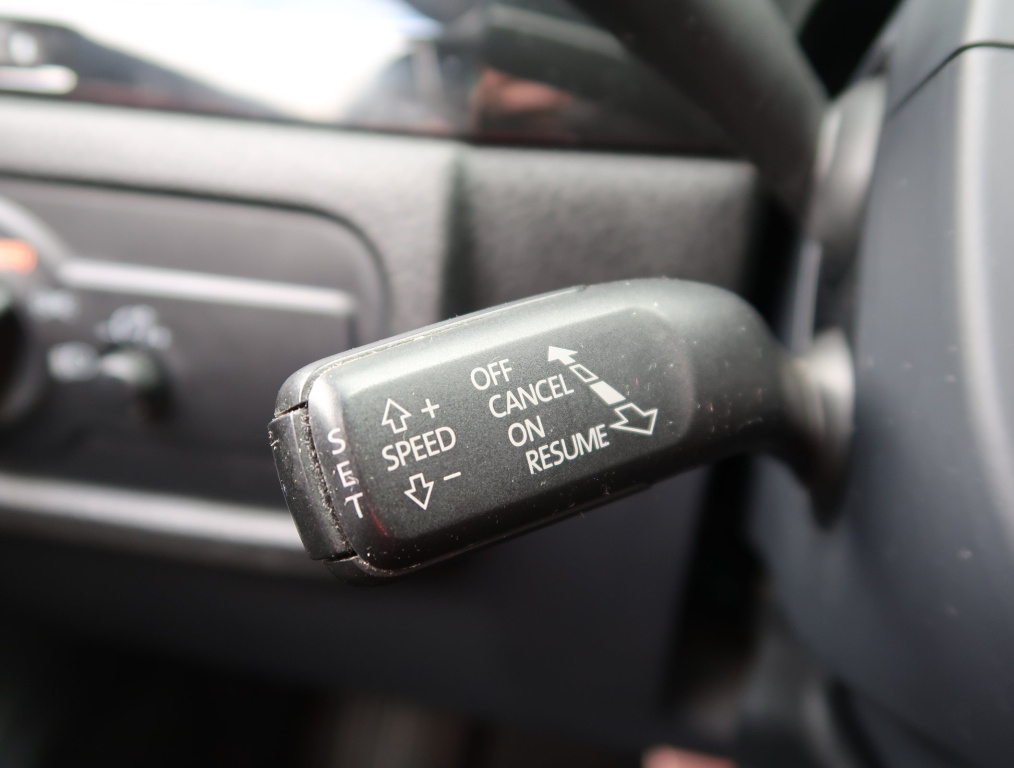 SET
+
SPEED
−
OFF
CANCEL
ON
RESUME